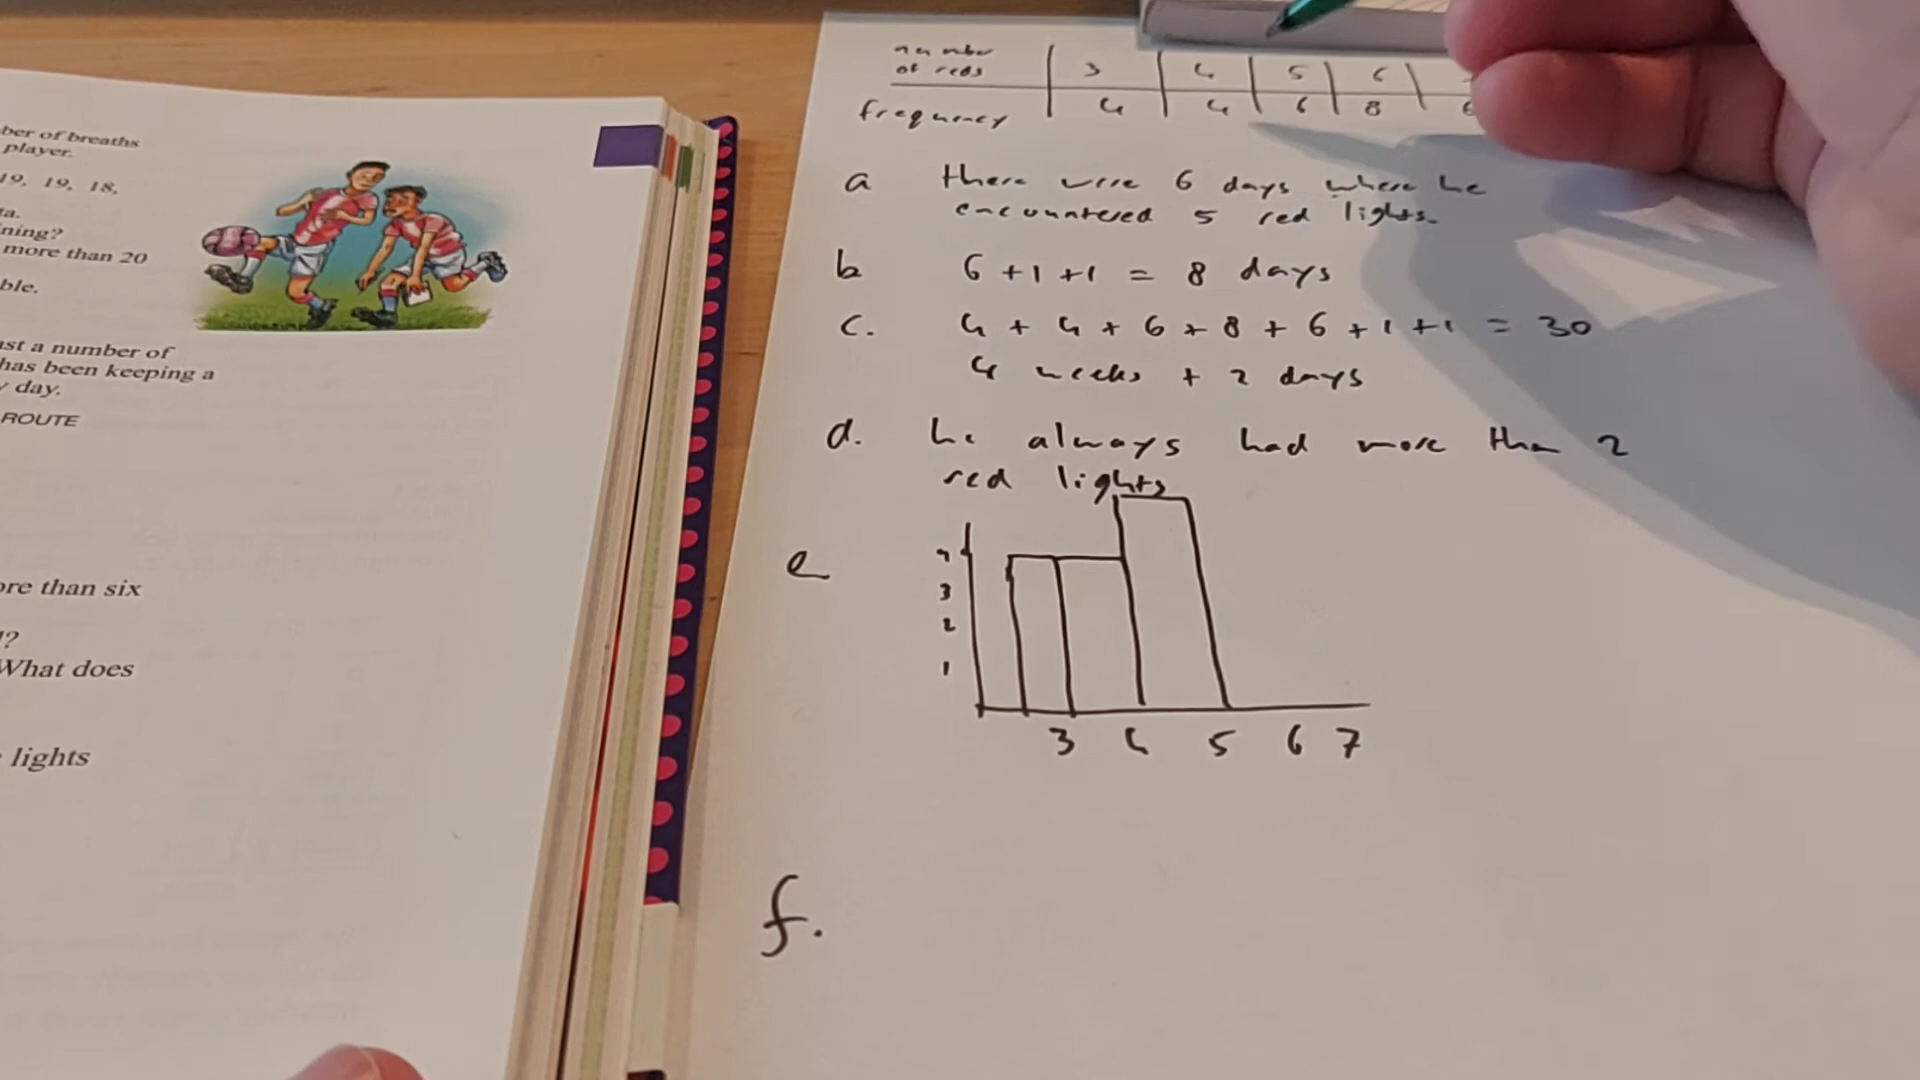 ber of breaths
player.
19, 19, 18,
ta.
ning?
more than 20
ble.
ast a number of
has been keeping a
day.
ROUTE
ore than six
l?
What does
lights
number
of reds 3 4 5 6
frequency 4 4 6 8 6
a there were 6 days where he
encountered 5 red lights.
b 6 + 1 + 1 = 8 days
c. 4 + 4 + 6 + 8 + 6 + 1 + 1 = 30
4 weeks + 2 days
d. he always had more than 2
red lights
e
4
3
2
1
3 4 5 6 7
f.